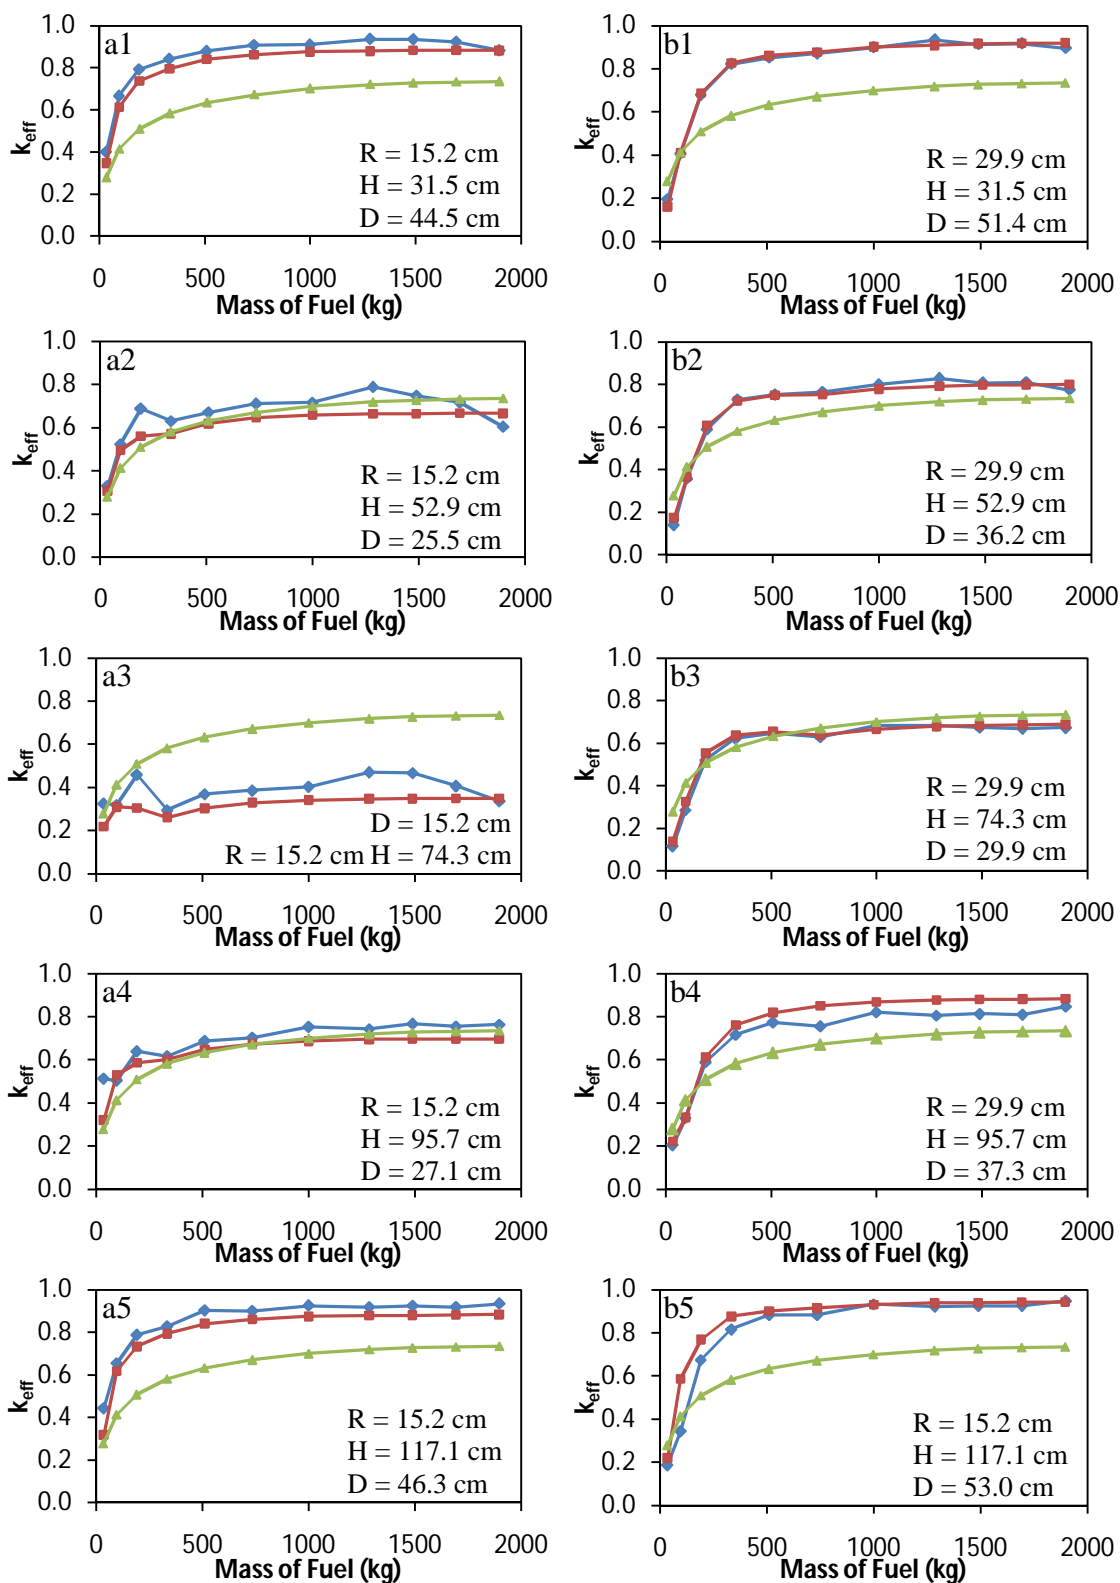 a1
1.0
0.8
0.6
0.4
0.2
0.0
k_eff
R = 15.2 cm
H = 31.5 cm
D = 44.5 cm
0 500 1000 1500 2000
Mass of Fuel (kg)
b1
1.0
0.8
0.6
0.4
0.2
0.0
k_eff
R = 29.9 cm
H = 31.5 cm
D = 51.4 cm
0 500 1000 1500 2000
Mass of Fuel (kg)
a2
1.0
0.8
0.6
0.4
0.2
0.0
k_eff
R = 15.2 cm
H = 52.9 cm
D = 25.5 cm
0 500 1000 1500 2000
Mass of Fuel (kg)
b2
1.0
0.8
0.6
0.4
0.2
0.0
k_eff
R = 29.9 cm
H = 52.9 cm
D = 36.2 cm
0 500 1000 1500 2000
Mass of Fuel (kg)
a3
1.0
0.8
0.6
0.4
0.2
0.0
k_eff
D = 15.2 cm
R = 15.2 cm H = 74.3 cm
0 500 1000 1500 2000
Mass of Fuel (kg)
b3
1.0
0.8
0.6
0.4
0.2
0.0
k_eff
R = 29.9 cm
H = 74.3 cm
D = 29.9 cm
0 500 1000 1500 2000
Mass of Fuel (kg)
a4
1.0
0.8
0.6
0.4
0.2
0.0
k_eff
R = 15.2 cm
H = 95.7 cm
D = 27.1 cm
0 500 1000 1500 2000
Mass of Fuel (kg)
b4
1.0
0.8
0.6
0.4
0.2
0.0
k_eff
R = 29.9 cm
H = 95.7 cm
D = 37.3 cm
0 500 1000 1500 2000
Mass of Fuel (kg)
a5
1.0
0.8
0.6
0.4
0.2
0.0
k_eff
R = 15.2 cm
H = 117.1 cm
D = 46.3 cm
0 500 1000 1500 2000
Mass of Fuel (kg)
b5
1.0
0.8
0.6
0.4
0.2
0.0
k_eff
R = 15.2 cm
H = 117.1 cm
D = 53.0 cm
0 500 1000 1500 2000
Mass of Fuel (kg)